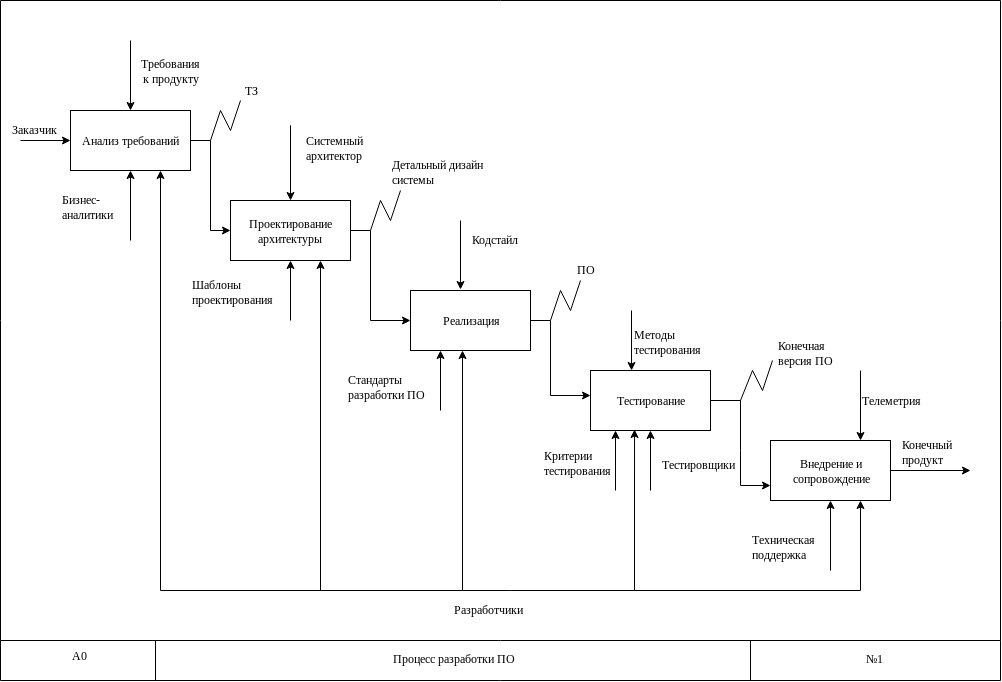 Требования
к продукту
ТЗ
Заказчик
Анализ требований
Системный
архитектор
Детальный дизайн
системы
Бизнес-
аналитики
Проектирование
архитектуры
Кодстайл
ПО
Шаблоны
проектирования
Реализация
Методы
тестирования
Конечная
версия ПО
Стандарты
разработки ПО
Тестирование
Телеметрия
Критерии
тестирования
Тестировщики
Внедрение и
сопровождение
Конечный
продукт
Техническая
поддержка
Разработчики
А0
Процесс разработки ПО
№1